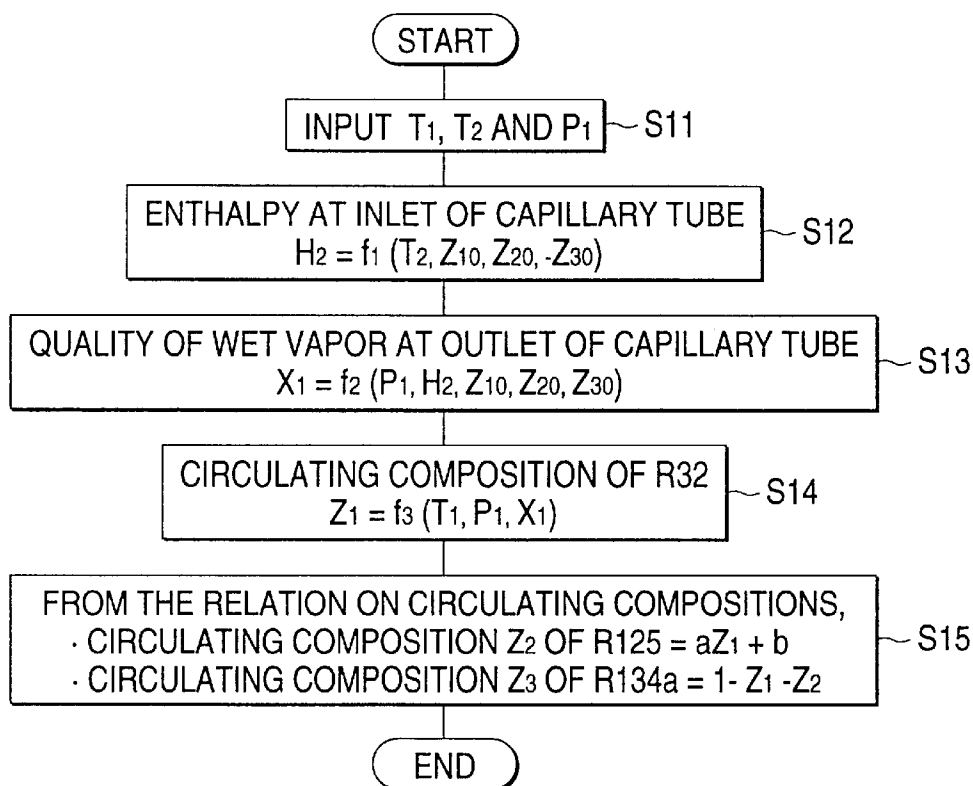 START
INPUT T1, T2 AND P1
S11
ENTHALPY AT INLET OF CAPILLARY TUBE
H2 = f1 (T2, Z10, Z20, -Z30)
S12
QUALITY OF WET VAPOR AT OUTLET OF CAPILLARY TUBE
X1 = f2 (P1, H2, Z10, Z20, Z30)
S13
CIRCULATING COMPOSITION OF R32
Z1 = f3 (T1, P1, X1)
S14
FROM THE RELATION ON CIRCULATING COMPOSITIONS,
· CIRCULATING COMPOSITION Z2 OF R125 = aZ1 + b
· CIRCULATING COMPOSITION Z3 OF R134a = 1- Z1 -Z2
S15
END